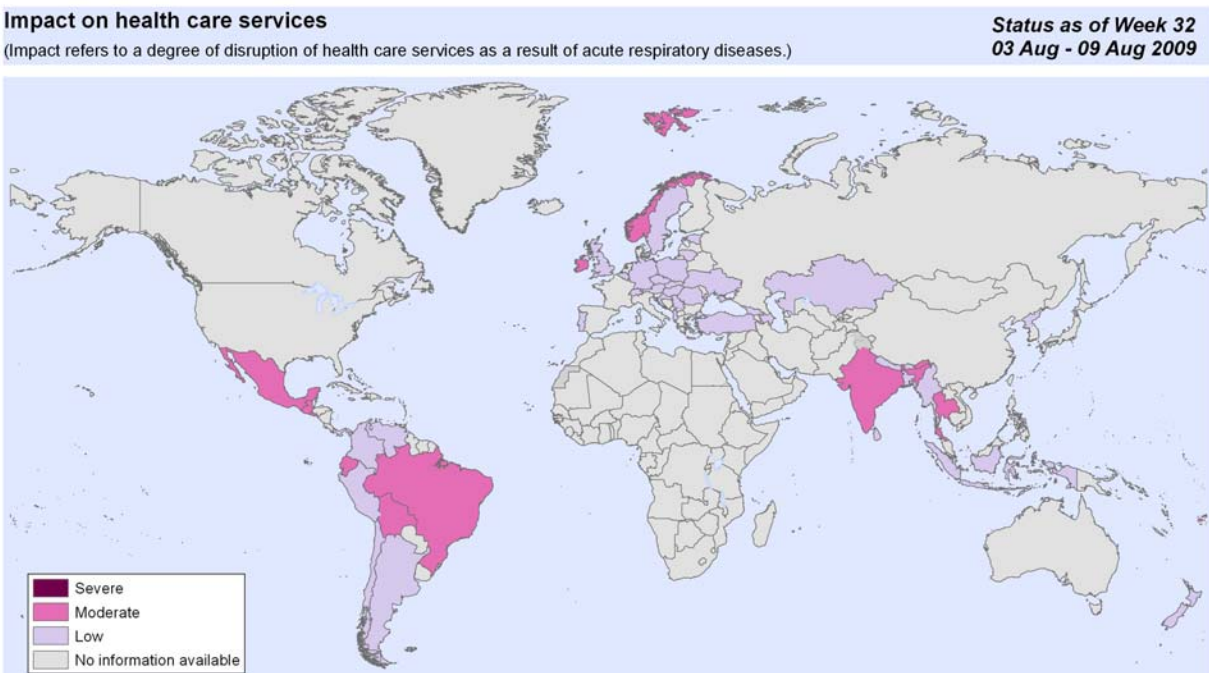 Impact on health care services
(Impact refers to a degree of disruption of health care services as a result of acute respiratory diseases.)
Status as of Week 32
03 Aug - 09 Aug 2009
Severe
Moderate
Low
No information available